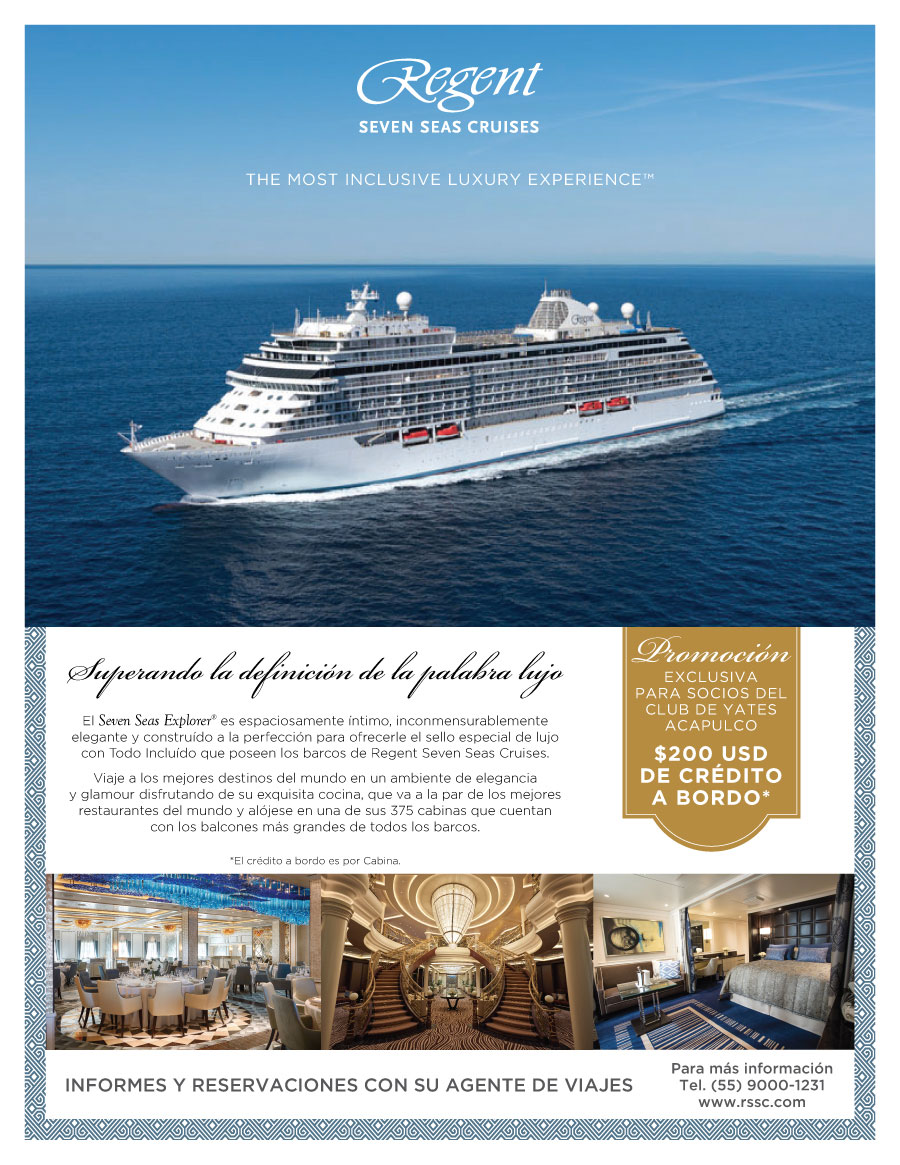 Regent
SEVEN SEAS CRUISES
THE MOST INCLUSIVE LUXURY EXPERIENCE™
Regent
Superando la definición de la palabra lujo
El Seven Seas Explorer® es espaciosamente íntimo, inconmensurablemente
elegante y construído a la perfección para ofrecerle el sello especial de lujo
con Todo Incluído que poseen los barcos de Regent Seven Seas Cruises.
Viaje a los mejores destinos del mundo en un ambiente de elegancia
y glamour disfrutando de su exquisita cocina, que va a la par de los mejores
restaurantes del mundo y alójese en una de sus 375 cabinas que cuentan
con los balcones más grandes de todos los barcos.
*El crédito a bordo es por Cabina.
Promoción
EXCLUSIVA
PARA SOCIOS DEL
CLUB DE YATES
ACAPULCO
$200 USD
DE CRÉDITO
A BORDO*
INFORMES Y RESERVACIONES CON SU AGENTE DE VIAJES
Para más información
Tel. (55) 9000-1231
www.rssc.com